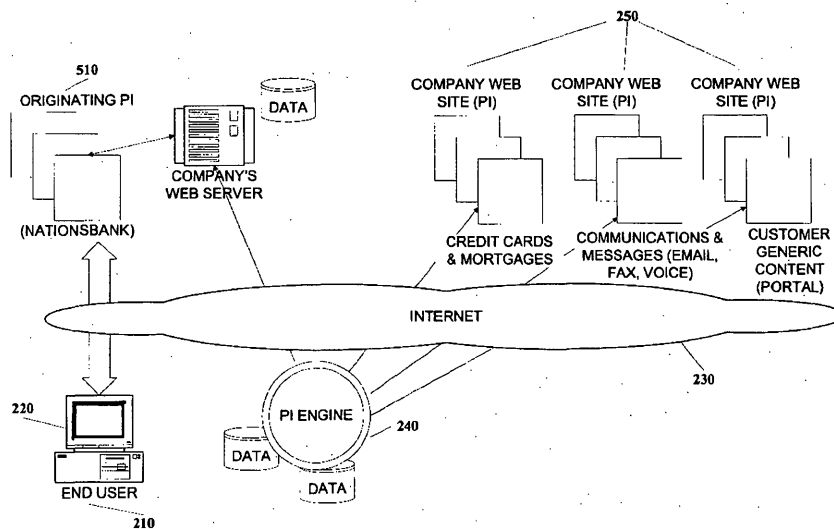 250
510
ORIGINATING PI
(NATIONSBANK)
COMPANY'S
WEB SERVER
DATA
COMPANY WEB
SITE (PI)
COMPANY WEB
SITE (PI)
COMPANY WEB
SITE (PI)
CREDIT CARDS
& MORTGAGES
COMMUNICATIONS &
MESSAGES (EMAIL,
FAX, VOICE)
CUSTOMER
GENERIC
CONTENT
(PORTAL)
INTERNET
230
220
PI ENGINE
240
DATA
DATA
END USER
210